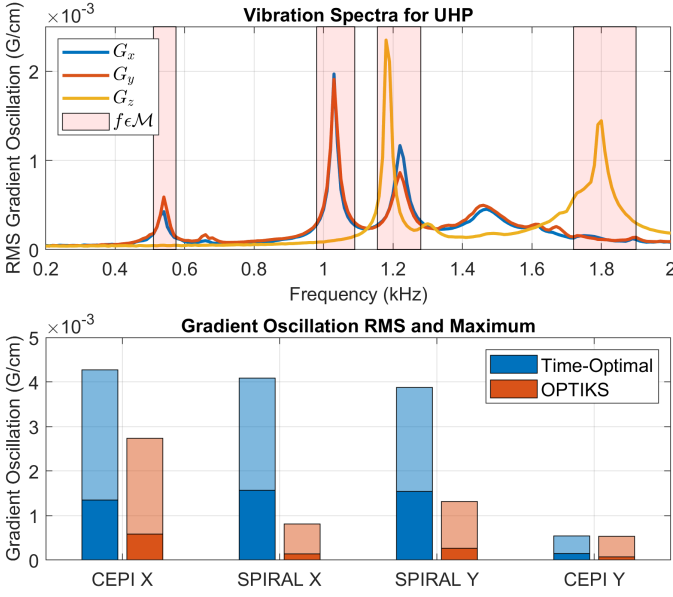 Vibration Spectra for UHP
×10⁻³
RMS Gradient Oscillation (G/cm)
2
1
0
Gₓ
Gᵧ
G_z
fϵℳ
0.2 0.4 0.6 0.8 1 1.2 1.4 1.6 1.8 2
Frequency (kHz)
Gradient Oscillation RMS and Maximum
×10⁻³
Gradient Oscillation (G/cm)
5
4
3
2
1
0
Time-Optimal
OPTIKS
CEPI X SPIRAL X SPIRAL Y CEPI Y